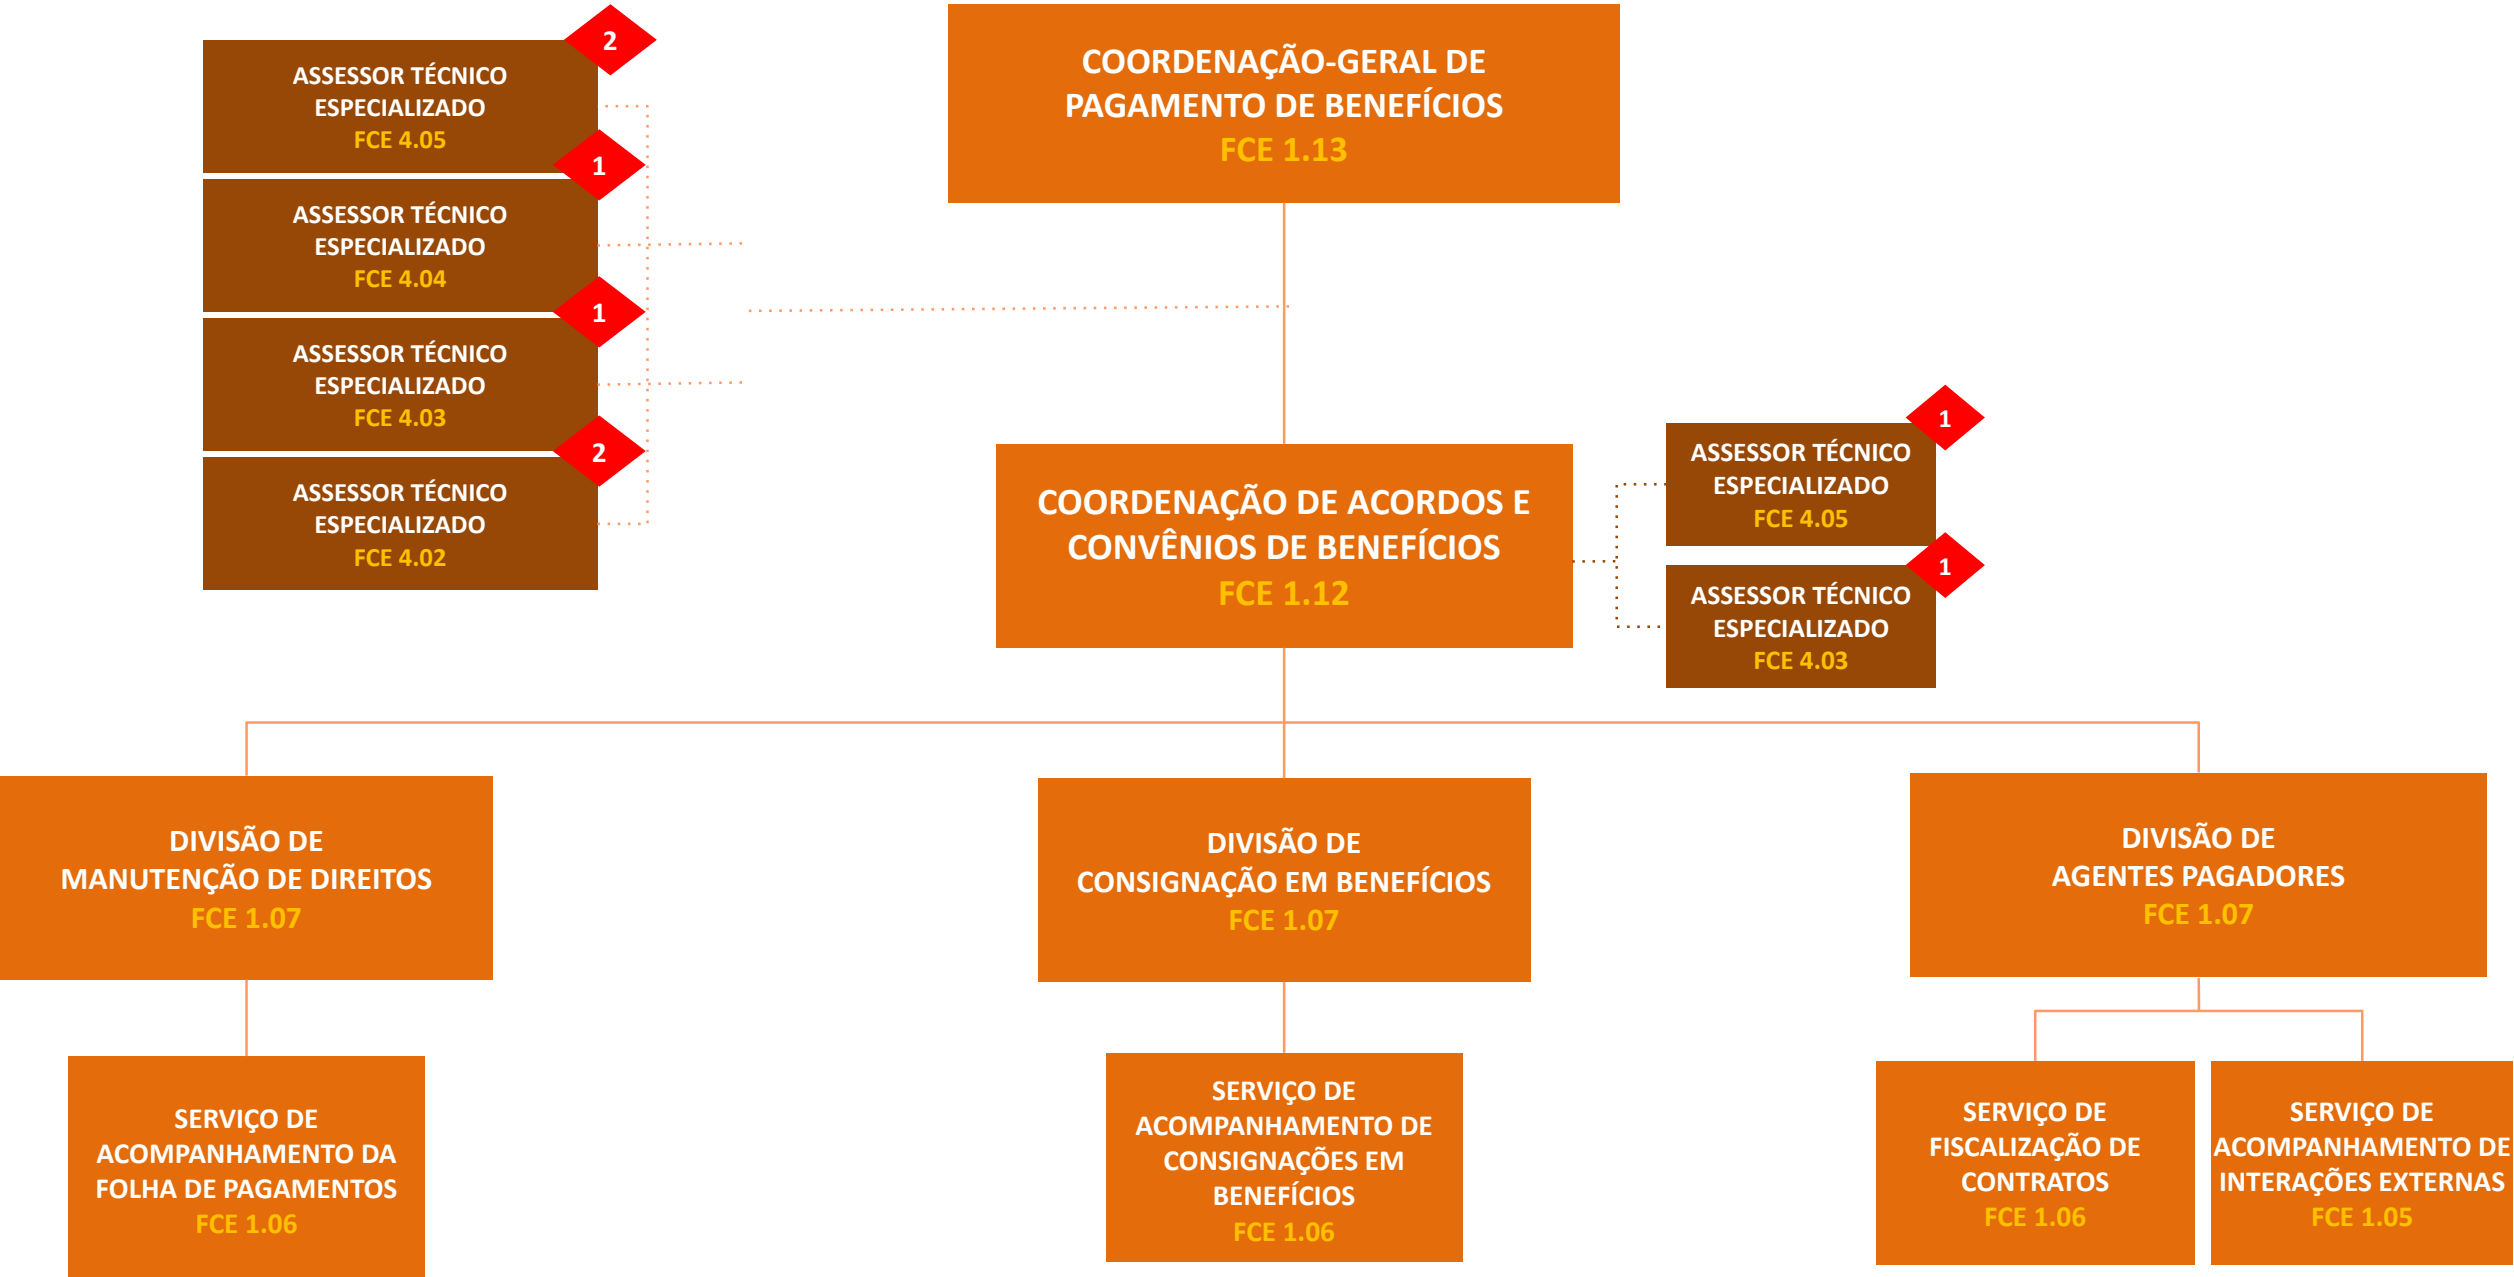 2
ASSESSOR TÉCNICO
ESPECIALIZADO
FCE 4.05
1
ASSESSOR TÉCNICO
ESPECIALIZADO
FCE 4.04
1
ASSESSOR TÉCNICO
ESPECIALIZADO
FCE 4.03
2
ASSESSOR TÉCNICO
ESPECIALIZADO
FCE 4.02
COORDENAÇÃO-GERAL DE
PAGAMENTO DE BENEFÍCIOS
FCE 1.13
COORDENAÇÃO DE ACORDOS E
CONVÊNIOS DE BENEFÍCIOS
FCE 1.12
1
ASSESSOR TÉCNICO
ESPECIALIZADO
FCE 4.05
1
ASSESSOR TÉCNICO
ESPECIALIZADO
FCE 4.03
DIVISÃO DE
MANUTENÇÃO DE DIREITOS
FCE 1.07
DIVISÃO DE
CONSIGNAÇÃO EM BENEFÍCIOS
FCE 1.07
DIVISÃO DE
AGENTES PAGADORES
FCE 1.07
SERVIÇO DE
ACOMPANHAMENTO DA
FOLHA DE PAGAMENTOS
FCE 1.06
SERVIÇO DE
ACOMPANHAMENTO DE
CONSIGNAÇÕES EM
BENEFÍCIOS
FCE 1.06
SERVIÇO DE
FISCALIZAÇÃO DE
CONTRATOS
FCE 1.06
SERVIÇO DE
ACOMPANHAMENTO DE
INTERAÇÕES EXTERNAS
FCE 1.05